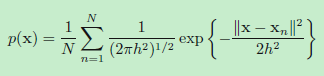 p(x) = \frac{1}{N} \sum_{n=1}^{N} \frac{1}{(2\pi h^2)^{1/2}} \exp \left\{ -\frac{\|x - x_n\|^2}{2h^2} \right\}